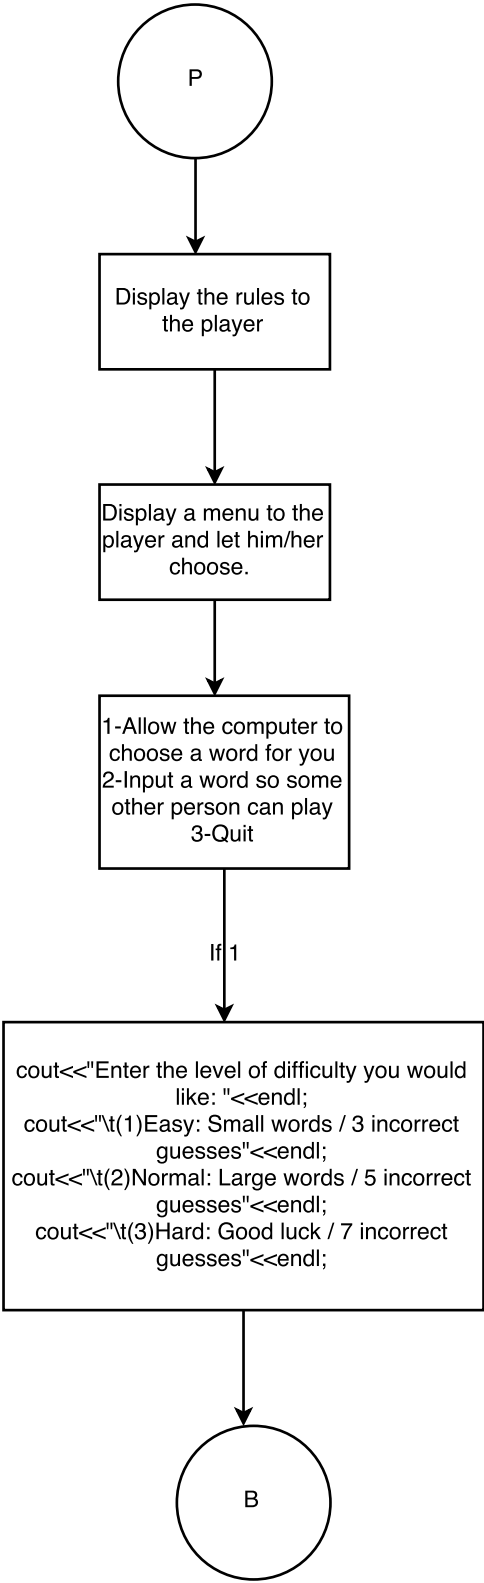 P
Display the rules to
the player
Display a menu to the
player and let him/her
choose.
1-Allow the computer to
choose a word for you
2-Input a word so some
other person can play
3-Quit
If 1
cout<<"Enter the level of difficulty you would
like: "<<endl;
cout<<"\t(1)Easy: Small words / 3 incorrect
guesses"<<endl;
cout<<"\t(2)Normal: Large words / 5 incorrect
guesses"<<endl;
cout<<"\t(3)Hard: Good luck / 7 incorrect
guesses"<<endl;
B